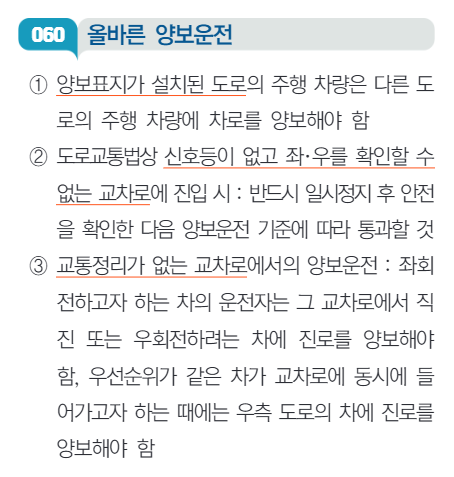 060 올바른 양보운전
① 양보표지가 설치된 도로의 주행 차량은 다른 도
로의 주행 차량에 차로를 양보해야 함
② 도로교통법상 신호등이 없고 좌·우를 확인할 수
없는 교차로에 진입 시 : 반드시 일시정지 후 안전
을 확인한 다음 양보운전 기준에 따라 통과할 것
③ 교통정리가 없는 교차로에서의 양보운전 : 좌회
전하고자 하는 차의 운전자는 그 교차로에서 직
진 또는 우회전하려는 차에 진로를 양보해야
함, 우선순위가 같은 차가 교차로에 동시에 들
어가고자 하는 때에는 우측 도로의 차에 진로를
양보해야 함